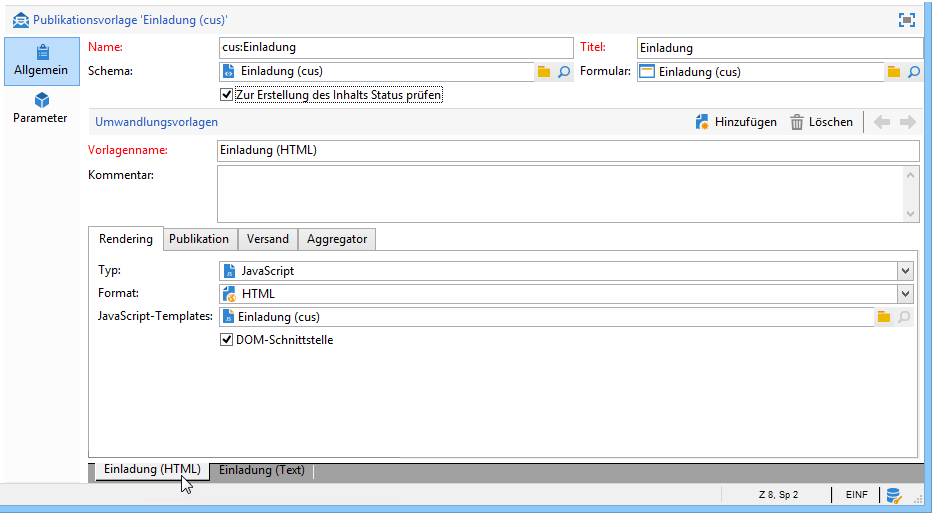 Publikationsvorlage 'Einladung (cus)'
Allgemein
Parameter
Name: cus:Einladung Titel: Einladung
Schema: Einladung (cus) Formular: Einladung (cus)
Zur Erstellung des Inhalts Status prüfen
Umwandlungsvorlagen Hinzufügen Löschen
Vorlagenname: Einladung (HTML)
Kommentar:
Rendering Publikation Versand Aggregator
Typ: JavaScript
Format: HTML
JavaScript-Templates: Einladung (cus)
DOM-Schnittstelle
Einladung (HTML) Einladung (Text)
Z 8, Sp 2 EINF